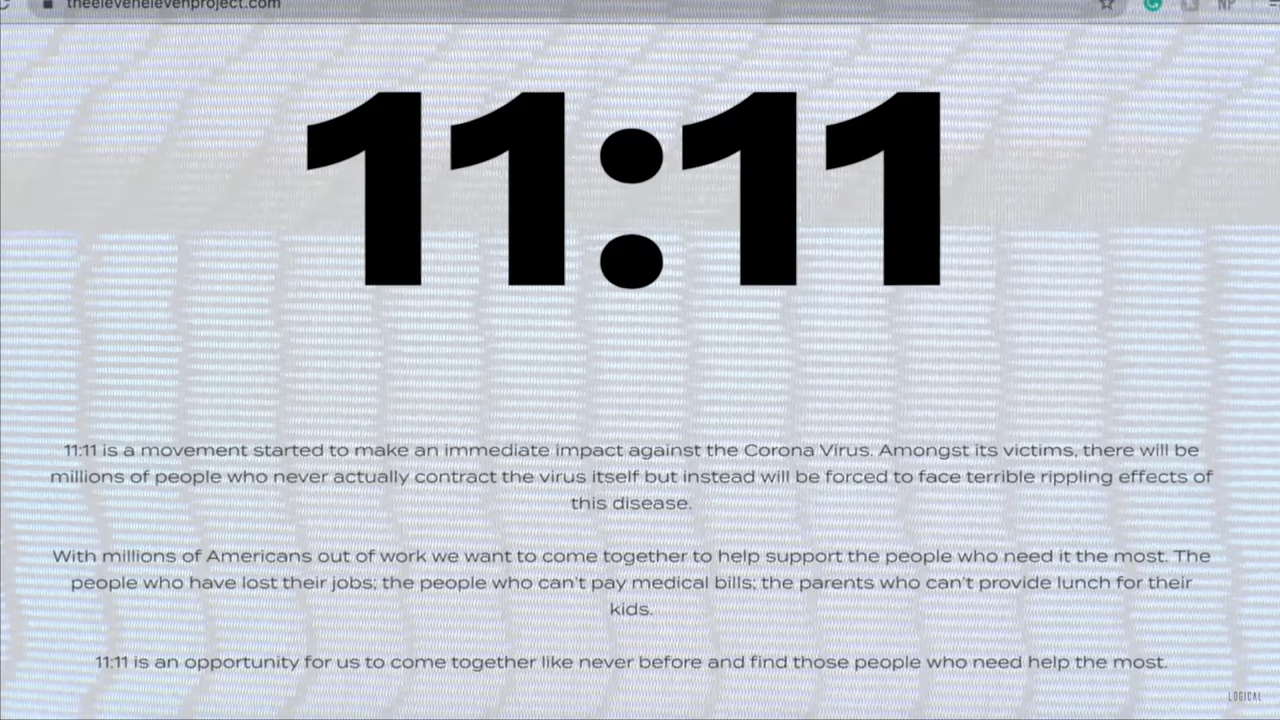 theelevenelevenproject.com
NP
11:11
11:11 is a movement started to make an immediate impact against the Corona Virus. Amongst its victims, there will be
millions of people who never actually contract the virus itself but instead will be forced to face terrible rippling effects of
this disease.
With millions of Americans out of work we want to come together to help support the people who need it the most. The
people who have lost their jobs; the people who can't pay medical bills; the parents who can't provide lunch for their
kids.
11:11 is an opportunity for us to come together like never before and find those people who need help the most.
LOGICAL